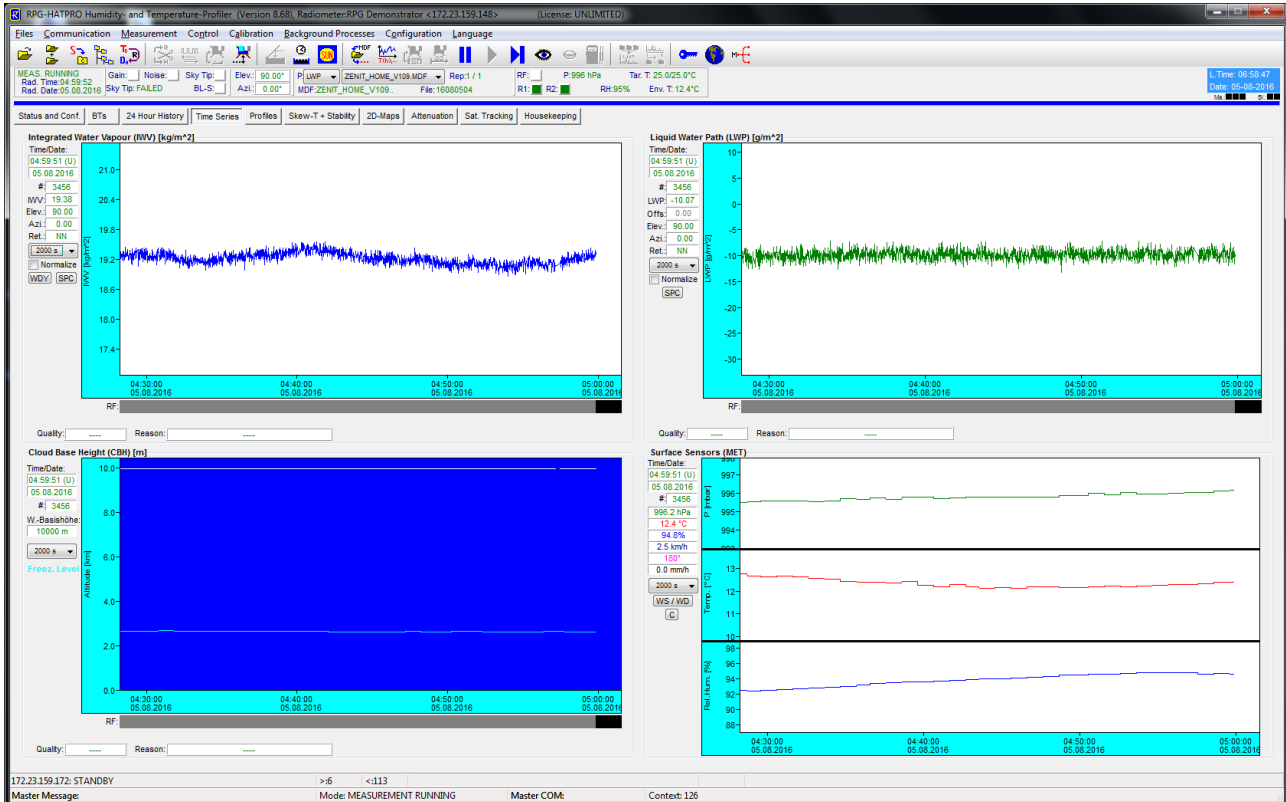 RPG-HATPRO Humidity- and Temperature-Profiler (Version 8.68), Radiometer:RPG Demonstrator <172.23.159.148> (License: UNLIMITED)
Files Communication Measurement Control Calibration Background Processes Configuration Language
MEAS. RUNNING Gain: Noise: Sky Tip: Elev.: 90.00° P: LWP ZENIT_HOME_V109.MDF Rep:1 / 1 RF: P:996 hPa Tar. T: 25.0/25.0°C L.Time: 06:58:47
Rad. Time:04:59:52
Rad. Date:05.08.2016 Sky Tip: FAILED BL-S: Azi.: 0.00° MDF:ZENIT_HOME_V109.. File:16080504 R1: R2: RH:95% Env. T: 12.4°C Date: 05-08-2016
Ma: Sl:
Status and Conf. BTs 24 Hour History Time Series Profiles Skew-T + Stability 2D-Maps Attenuation Sat. Tracking Housekeeping
Integrated Water Vapour (IWV) [kg/m^2]
Time/Date:
04:59:51 (U)
05.08.2016
#: 3456
IWV: 19.38
Elev.: 90.00
Azi.: 0.00
Ret.: NN
2000 s
Normalize
WDY SPC
IWV [kg/m^2]
21.0
20.4
19.8
19.2
18.6
18.0
17.4
04:30:00 04:40:00 04:50:00 05:00:00
05.08.2016 05.08.2016 05.08.2016 05.08.2016
RF:
Quality: ---- Reason: ----
Liquid Water Path (LWP) [g/m^2]
Time/Date:
04:59:51 (U)
05.08.2016
#: 3456
LWP: -10.07
Offs: 0.00
Elev.: 90.00
Azi.: 0.00
Ret.: NN
2000 s
Normalize
SPC
LWP [g/m^2]
10
5
0
-5
-10
-15
-20
-25
-30
04:30:00 04:40:00 04:50:00 05:00:00
05.08.2016 05.08.2016 05.08.2016 05.08.2016
RF:
Quality: ---- Reason: ----
Cloud Base Height (CBH) [m]
Time/Date:
04:59:51 (U)
05.08.2016
#: 3456
W.-Basishöhe:
10000 m
2000 s
Freez. Level
Altitude [km]
10.0
8.0
6.0
4.0
2.0
0.0
04:30:00 04:40:00 04:50:00 05:00:00
05.08.2016 05.08.2016 05.08.2016 05.08.2016
RF:
Quality: ---- Reason: ----
Surface Sensors (MET)
Time/Date:
04:59:51 (U)
05.08.2016
#: 3456
996.2 hPa
12.4 °C
94.8%
2.5 km/h
180°
0.0 mm/h
2000 s
WS / WD
C
P [mbar]
998
997
996
995
994
993
Temp. [°C]
13
12
11
10
Rel. Hum. [%]
98
96
94
92
90
88
04:30:00 04:40:00 04:50:00 05:00:00
05.08.2016 05.08.2016 05.08.2016 05.08.2016
172.23.159.172: STANDBY >:6 <:113
Master Message: Mode: MEASUREMENT RUNNING Master COM: Context: 126